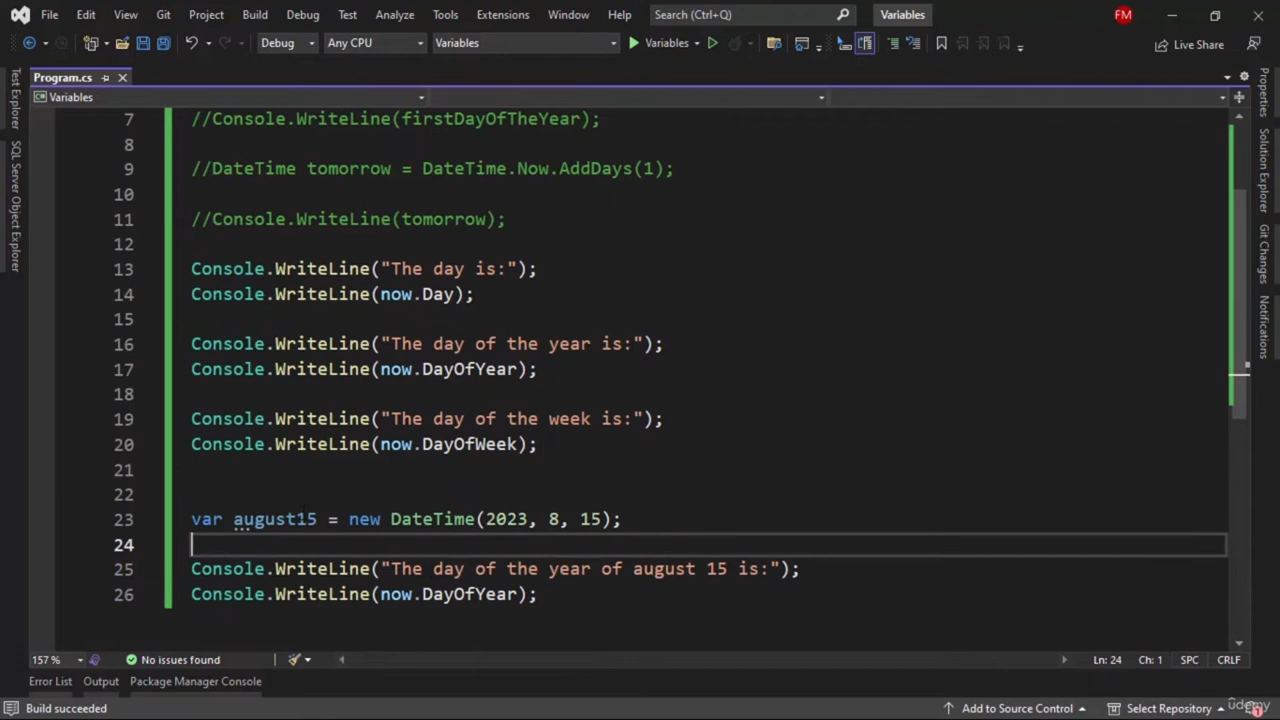 File Edit View Git Project Build Debug Test Analyze Tools Extensions Window Help Search (Ctrl+Q) Variables FM
Debug Any CPU Variables Variables Live Share
Program.cs
Variables
7 //Console.WriteLine(firstDayOfTheYear);
8
9 //DateTime tomorrow = DateTime.Now.AddDays(1);
10
11 //Console.WriteLine(tomorrow);
12
13 Console.WriteLine("The day is:");
14 Console.WriteLine(now.Day);
15
16 Console.WriteLine("The day of the year is:");
17 Console.WriteLine(now.DayOfYear);
18
19 Console.WriteLine("The day of the week is:");
20 Console.WriteLine(now.DayOfWeek);
21
22
23 var august15 = new DateTime(2023, 8, 15);
24
25 Console.WriteLine("The day of the year of august 15 is:");
26 Console.WriteLine(now.DayOfYear);
Test Explorer
SQL Server Object Explorer
Properties
Solution Explorer
Git Changes
Notifications
157 % No issues found Ln: 24 Ch: 1 SPC CRLF
Error List Output Package Manager Console
Build succeeded Add to Source Control Select Repository 1
udemy